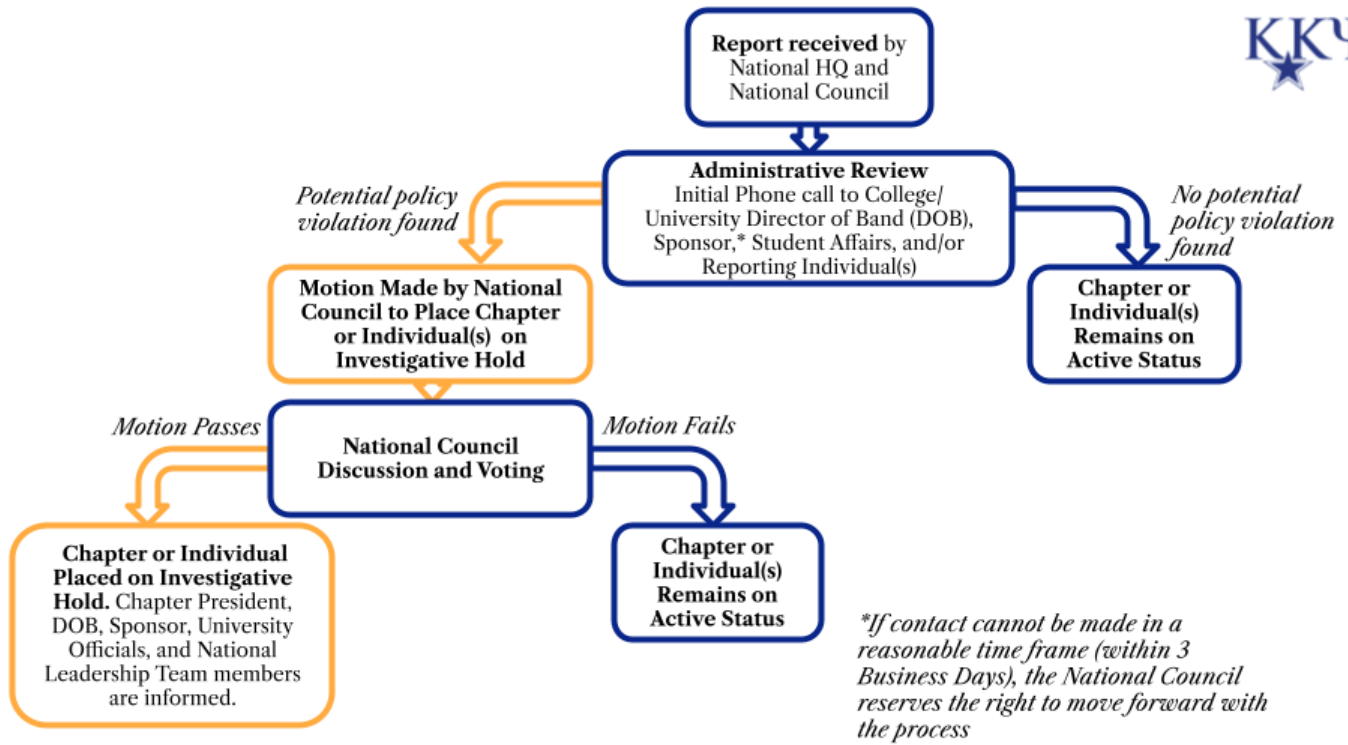 KKΨ
Report received by
National HQ and
National Council
Administrative Review
Initial Phone call to College/
University Director of Band (DOB),
Sponsor,* Student Affairs, and/or
Reporting Individual(s)
Potential policy
violation found
No potential
policy violation
found
Motion Made by National
Council to Place Chapter
or Individual(s) on
Investigative Hold
Chapter or
Individual(s)
Remains on
Active Status
Motion Passes
National Council
Discussion and Voting
Motion Fails
Chapter or Individual
Placed on Investigative
Hold. Chapter President,
DOB, Sponsor, University
Officials, and National
Leadership Team members
are informed.
Chapter or
Individual(s)
Remains on
Active Status
*If contact cannot be made in a
reasonable time frame (within 3
Business Days), the National Council
reserves the right to move forward with
the process